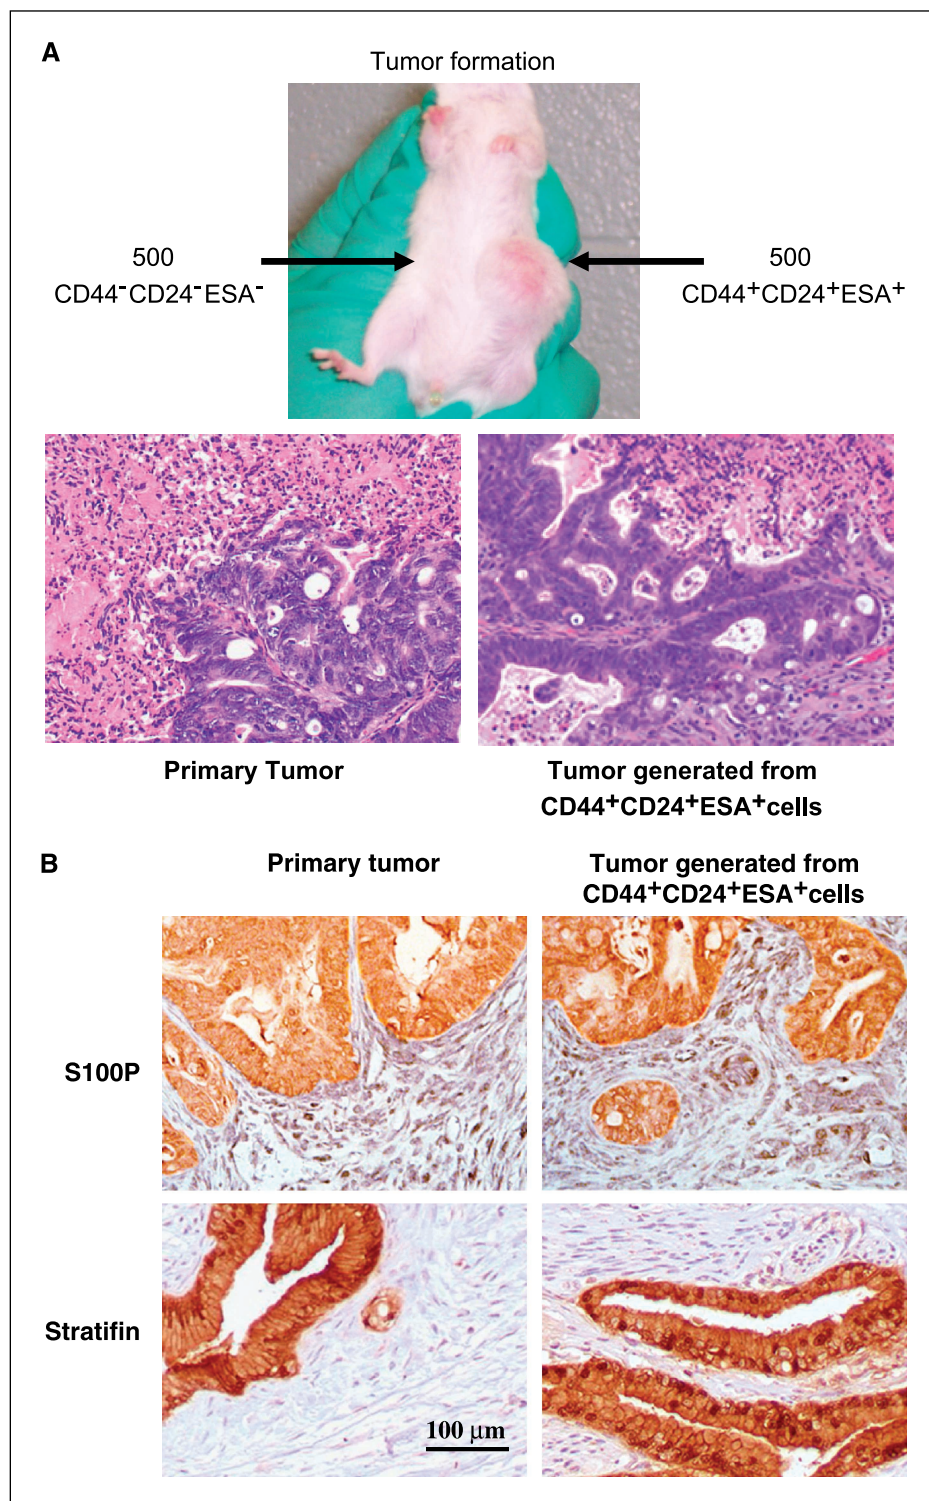 A
Tumor formation
500
CD44⁻CD24⁻ESA⁻
500
CD44⁺CD24⁺ESA⁺
Primary Tumor
Tumor generated from
CD44⁺CD24⁺ESA⁺cells
B
Primary tumor
Tumor generated from
CD44⁺CD24⁺ESA⁺cells
S100P
Stratifin
100 µm